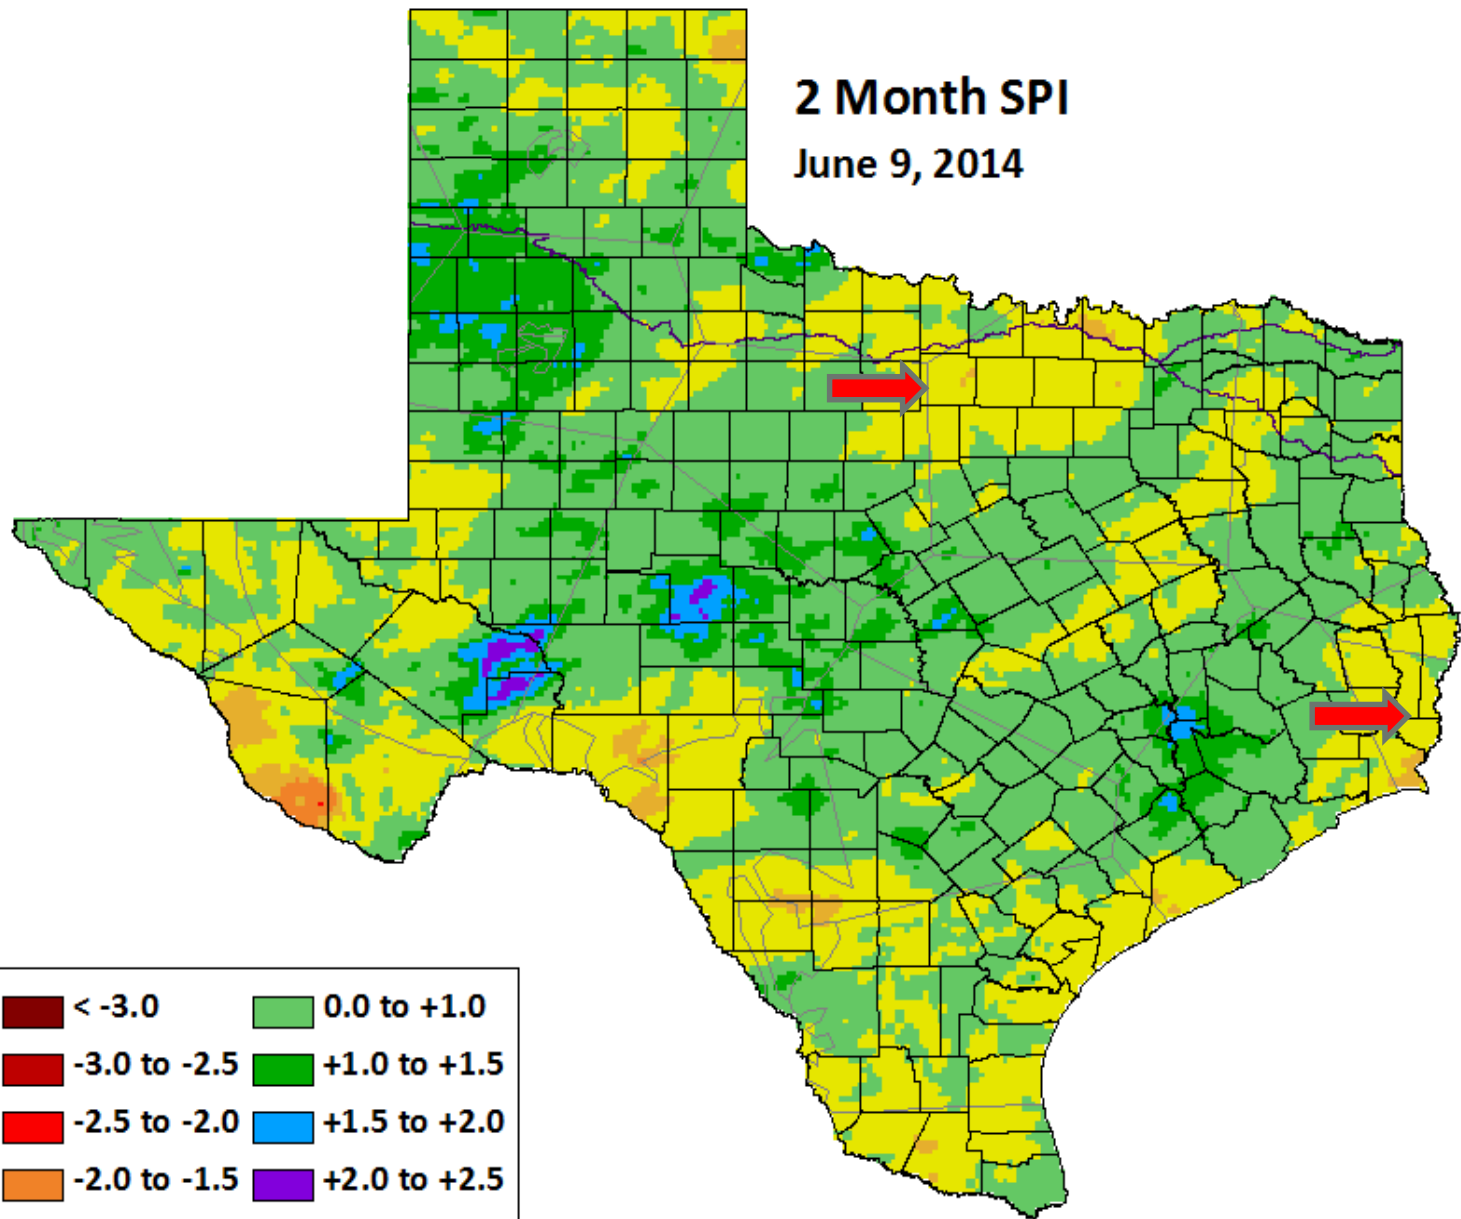 2 Month SPI
June 9, 2014
< -3.0
0.0 to +1.0
-3.0 to -2.5
+1.0 to +1.5
-2.5 to -2.0
+1.5 to +2.0
-2.0 to -1.5
+2.0 to +2.5